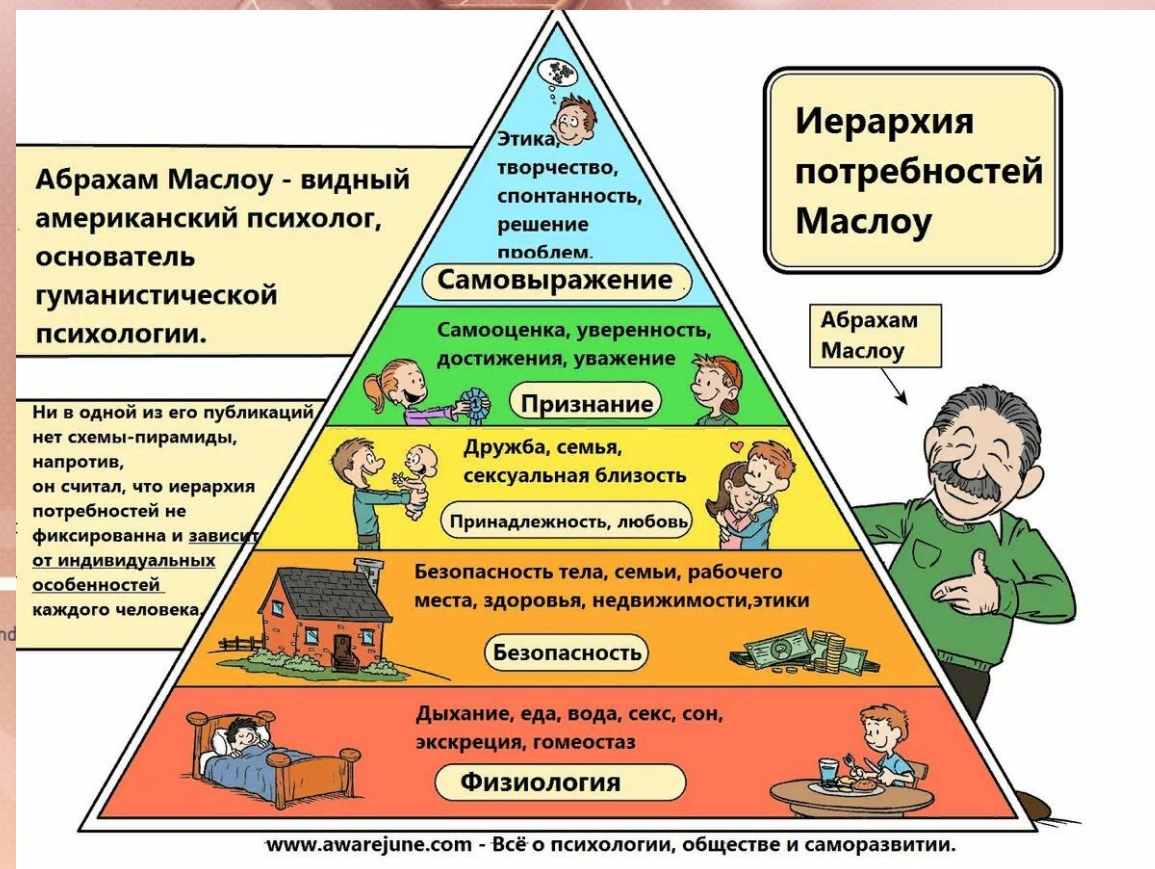 Иерархия
потребностей
Маслоу
Абрахам Маслоу - видный
американский психолог,
основатель
гуманистической
психологии.
Ни в одной из его публикаций
нет схемы-пирамиды,
напротив,
он считал, что иерархия
потребностей не
фиксированна и зависит
от индивидуальных
особенностей
каждого человека.
Этика,
творчество,
спонтанность,
решение
проблем.
Самовыражение
Самооценка, уверенность,
достижения, уважение
Признание
Дружба, семья,
сексуальная близость
Принадлежность, любовь
Безопасность тела, семьи, рабочего
места, здоровья, недвижимости,этики
Безопасность
Дыхание, еда, вода, секс, сон,
экскреция, гомеостаз
Физиология
Абрахам
Маслоу
www.awarejune.com - Всё о психологии, обществе и саморазвитии.